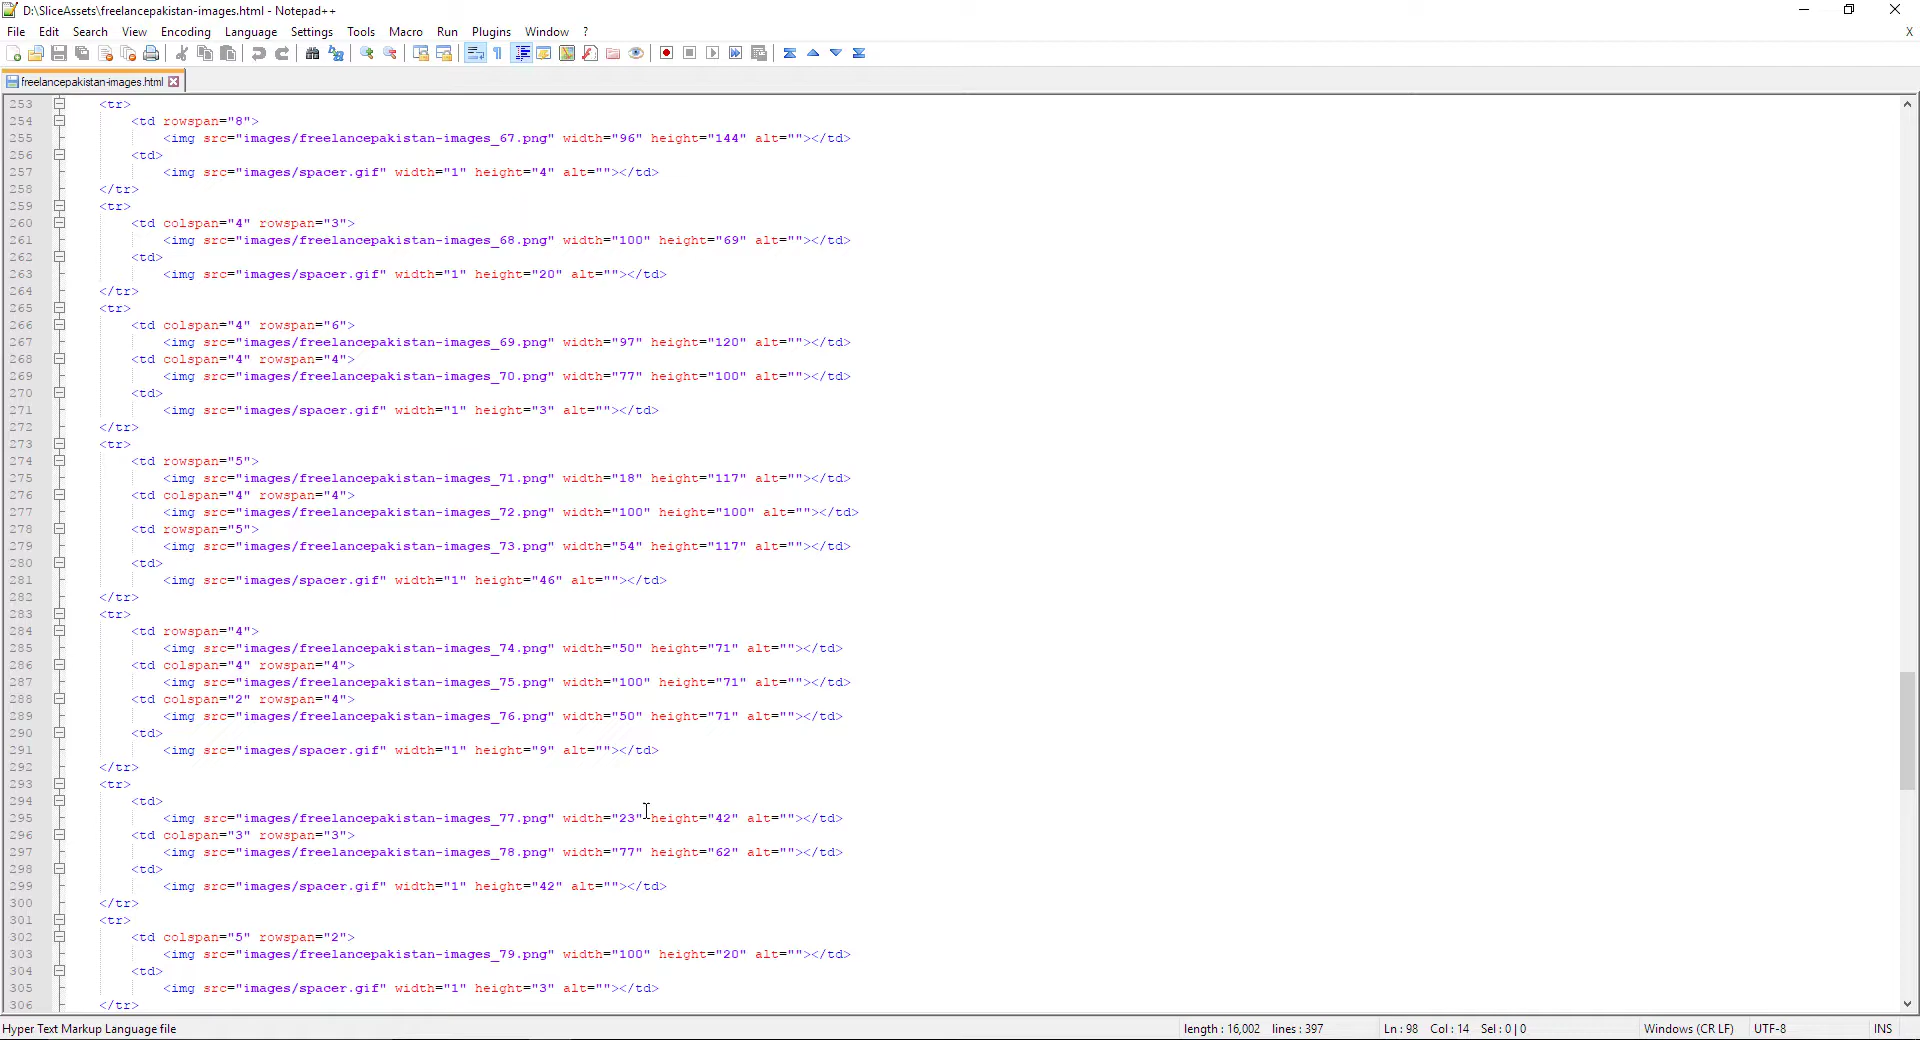 D:\SliceAssets\freelancepakistan-images.html - Notepad++
File Edit Search View Encoding Language Settings Tools Macro Run Plugins Window ? X
freelancepakistan-images.html
253 <tr>
254 <td rowspan="8">
255 <img src="images/freelancepakistan-images_67.png" width="96" height="144" alt=""></td>
256 <td>
257 <img src="images/spacer.gif" width="1" height="4" alt=""></td>
258 </tr>
259 <tr>
260 <td colspan="4" rowspan="3">
261 <img src="images/freelancepakistan-images_68.png" width="100" height="69" alt=""></td>
262 <td>
263 <img src="images/spacer.gif" width="1" height="20" alt=""></td>
264 </tr>
265 <tr>
266 <td colspan="4" rowspan="6">
267 <img src="images/freelancepakistan-images_69.png" width="97" height="120" alt=""></td>
268 <td colspan="4" rowspan="4">
269 <img src="images/freelancepakistan-images_70.png" width="77" height="100" alt=""></td>
270 <td>
271 <img src="images/spacer.gif" width="1" height="3" alt=""></td>
272 </tr>
273 <tr>
274 <td rowspan="5">
275 <img src="images/freelancepakistan-images_71.png" width="18" height="117" alt=""></td>
276 <td colspan="4" rowspan="4">
277 <img src="images/freelancepakistan-images_72.png" width="100" height="100" alt=""></td>
278 <td rowspan="5">
279 <img src="images/freelancepakistan-images_73.png" width="54" height="117" alt=""></td>
280 <td>
281 <img src="images/spacer.gif" width="1" height="46" alt=""></td>
282 </tr>
283 <tr>
284 <td rowspan="4">
285 <img src="images/freelancepakistan-images_74.png" width="50" height="71" alt=""></td>
286 <td colspan="4" rowspan="4">
287 <img src="images/freelancepakistan-images_75.png" width="100" height="71" alt=""></td>
288 <td colspan="2" rowspan="4">
289 <img src="images/freelancepakistan-images_76.png" width="50" height="71" alt=""></td>
290 <td>
291 <img src="images/spacer.gif" width="1" height="9" alt=""></td>
292 </tr>
293 <tr>
294 <td>
295 <img src="images/freelancepakistan-images_77.png" width="23" height="42" alt=""></td>
296 <td colspan="3" rowspan="3">
297 <img src="images/freelancepakistan-images_78.png" width="77" height="62" alt=""></td>
298 <td>
299 <img src="images/spacer.gif" width="1" height="42" alt=""></td>
300 </tr>
301 <tr>
302 <td colspan="5" rowspan="2">
303 <img src="images/freelancepakistan-images_79.png" width="100" height="20" alt=""></td>
304 <td>
305 <img src="images/spacer.gif" width="1" height="3" alt=""></td>
306 </tr>
Hyper Text Markup Language file length : 16,002 lines : 397 Ln : 98 Col : 14 Sel : 0 | 0 Windows (CR LF) UTF-8 INS